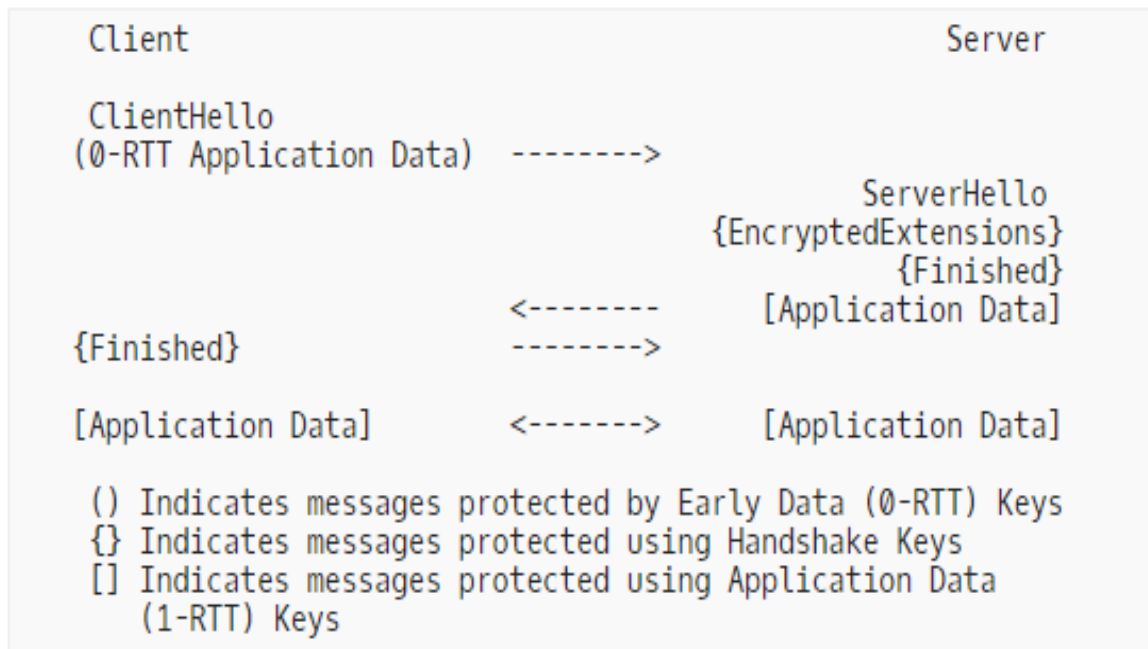 Client Server
ClientHello
(0-RTT Application Data) -------->
ServerHello
{EncryptedExtensions}
{Finished}
<-------- [Application Data]
{Finished} -------->
[Application Data] <-------> [Application Data]
() Indicates messages protected by Early Data (0-RTT) Keys
{} Indicates messages protected using Handshake Keys
[] Indicates messages protected using Application Data
(1-RTT) Keys